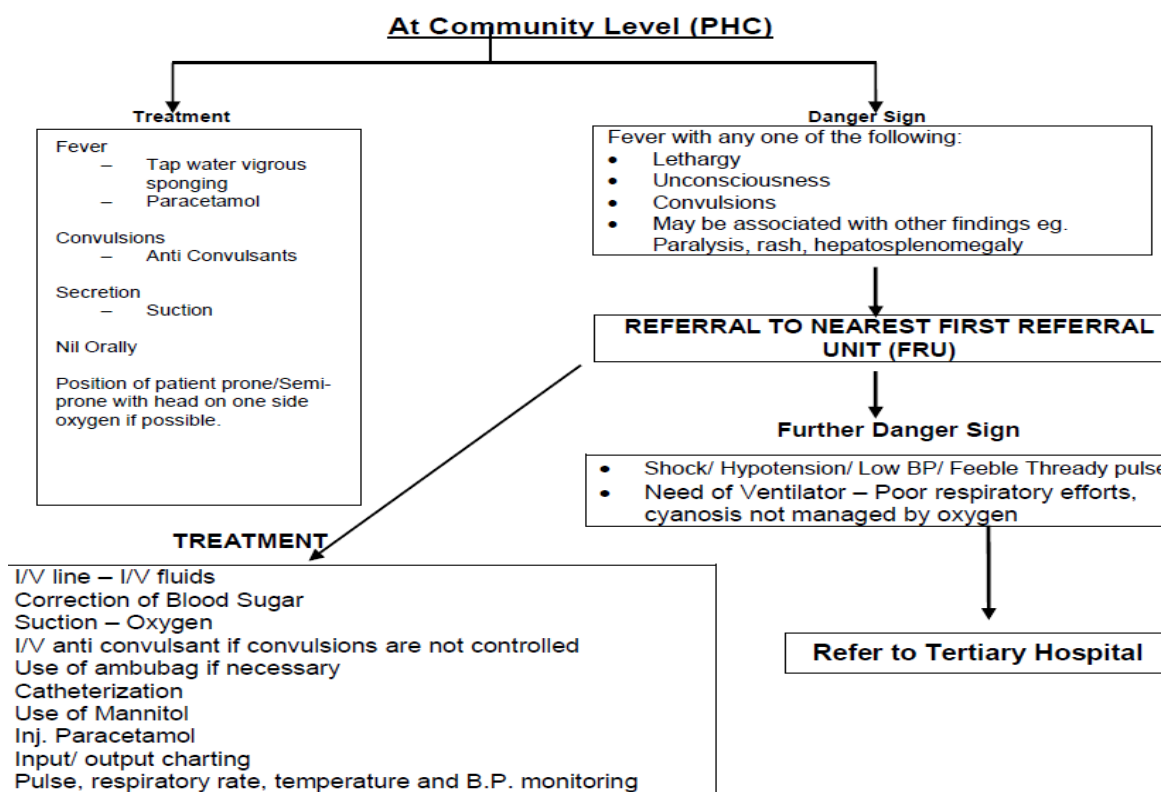 At Community Level (PHC)
Treatment
Fever
– Tap water vigrous
sponging
– Paracetamol
Convulsions
– Anti Convulsants
Secretion
– Suction
Nil Orally
Position of patient prone/Semi-
prone with head on one side
oxygen if possible.
Danger Sign
Fever with any one of the following:
• Lethargy
• Unconsciousness
• Convulsions
• May be associated with other findings eg.
Paralysis, rash, hepatosplenomegaly
REFERRAL TO NEAREST FIRST REFERRAL
UNIT (FRU)
Further Danger Sign
• Shock/ Hypotension/ Low BP/ Feeble Thready pulse
• Need of Ventilator – Poor respiratory efforts,
cyanosis not managed by oxygen
Refer to Tertiary Hospital
TREATMENT
I/V line – I/V fluids
Correction of Blood Sugar
Suction – Oxygen
I/V anti convulsant if convulsions are not controlled
Use of ambubag if necessary
Catheterization
Use of Mannitol
Inj. Paracetamol
Input/ output charting
Pulse, respiratory rate, temperature and B.P. monitoring